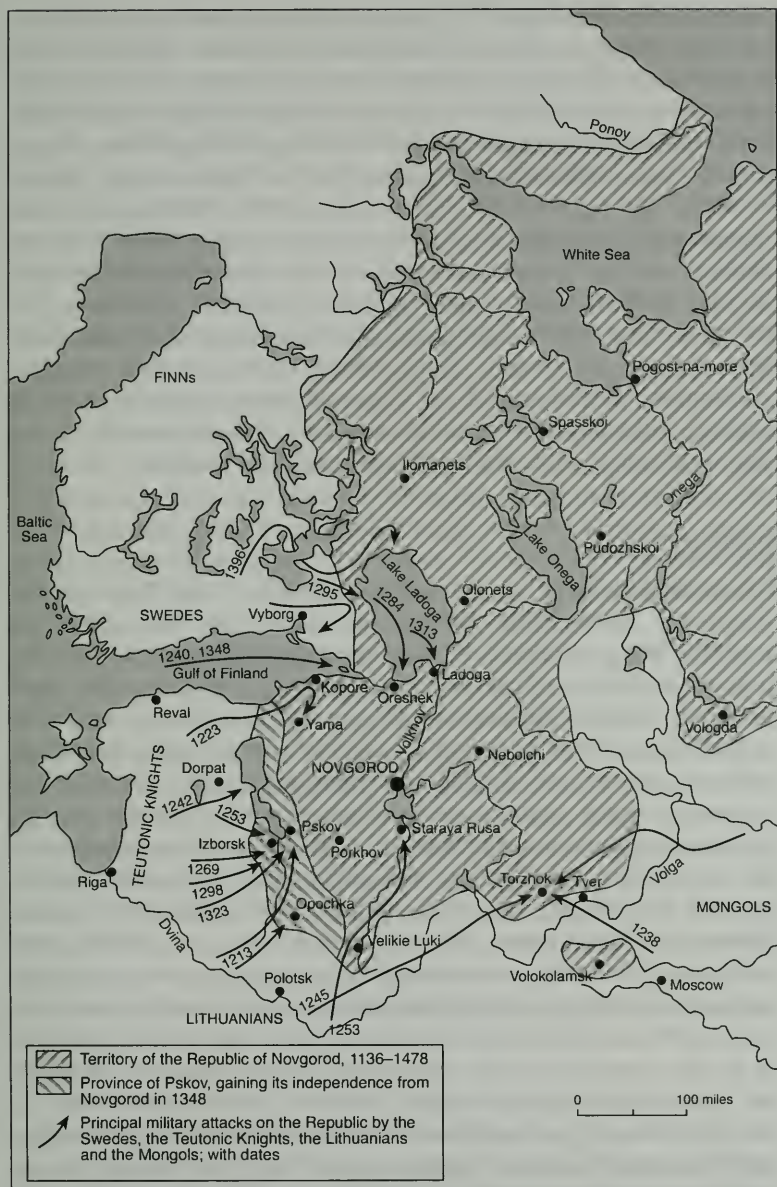 Ponoy
White Sea
Pogost-na-more
FINNs
Spasskoi
Ilomanets
Onega
Baltic
Sea
Lake Onega
Pudozhskoi
1396
Lake Ladoga
1295
1284
Olonets
SWEDES
Vyborg
1313
1240, 1348
Gulf of Finland
Ladoga
Kopore
Oreshek
Reval
Vologda
Yama
Volkhov
1223
Nebolchi
TEUTONIC KNIGHTS
Dorpat
NOVGOROD
1242
1253
Pskov
Staraya Rusa
Izborsk
Porkhov
1269
Riga
Volga
1298
Torzhok
Tver
1323
MONGOLS
Opochka
Dvina
1238
Velikie Luki
1213
Volokolamsk
Polotsk
Moscow
1245
LITHUANIANS
1253
Territory of the Republic of Novgorod, 1136–1478
Province of Pskov, gaining its independence from
Novgorod in 1348
Principal military attacks on the Republic by the
Swedes, the Teutonic Knights, the Lithuanians
and the Mongols; with dates
0 100 miles